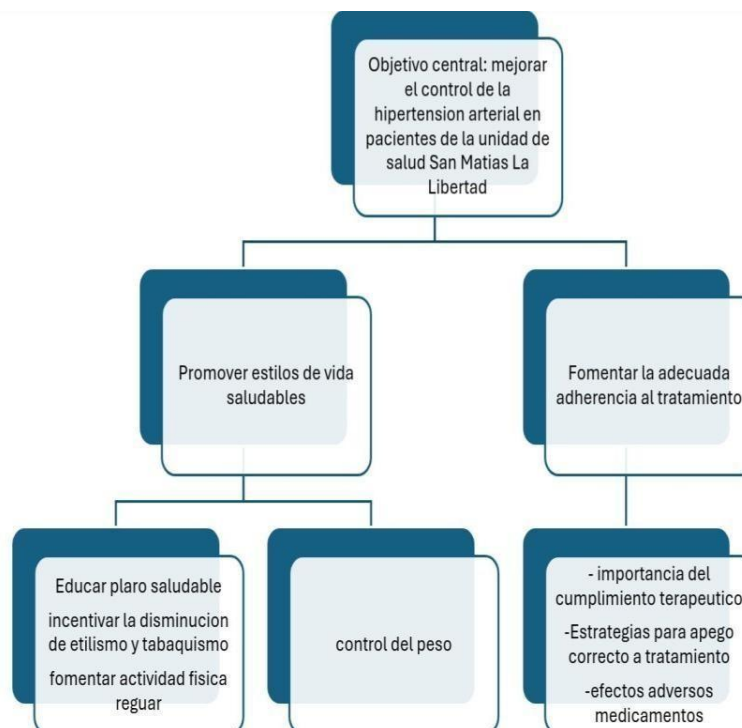 Objetivo central: mejorar
el control de la
hipertension arterial en
pacientes de la unidad de
salud San Matias La
Libertad
Promover estilos de vida
saludables
Fomentar la adecuada
adherencia al tratamiento
Educar plaro saludable
incentivar la disminucion
de etilismo y tabaquismo
fomentar actividad fisica
reguar
control del peso
- importancia del
cumplimiento terapeutico
-Estrategias para apego
correcto a tratamiento
-efectos adversos
medicamentos